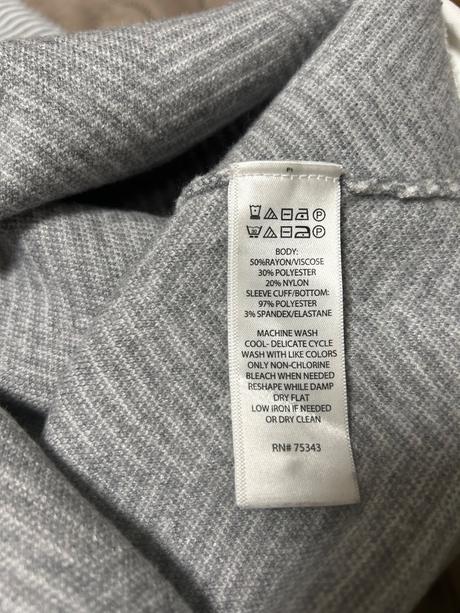 BODY:
50%RAYON/VISCOSE
30% POLYESTER
20% NYLON
SLEEVE CUFF/BOTTOM:
97% POLYESTER
3% SPANDEX/ELASTANE
MACHINE WASH
COOL- DELICATE CYCLE
WASH WITH LIKE COLORS
ONLY NON-CHLORINE
BLEACH WHEN NEEDED
RESHAPE WHILE DAMP
DRY FLAT
LOW IRON IF NEEDED
OR DRY CLEAN
RN# 75343